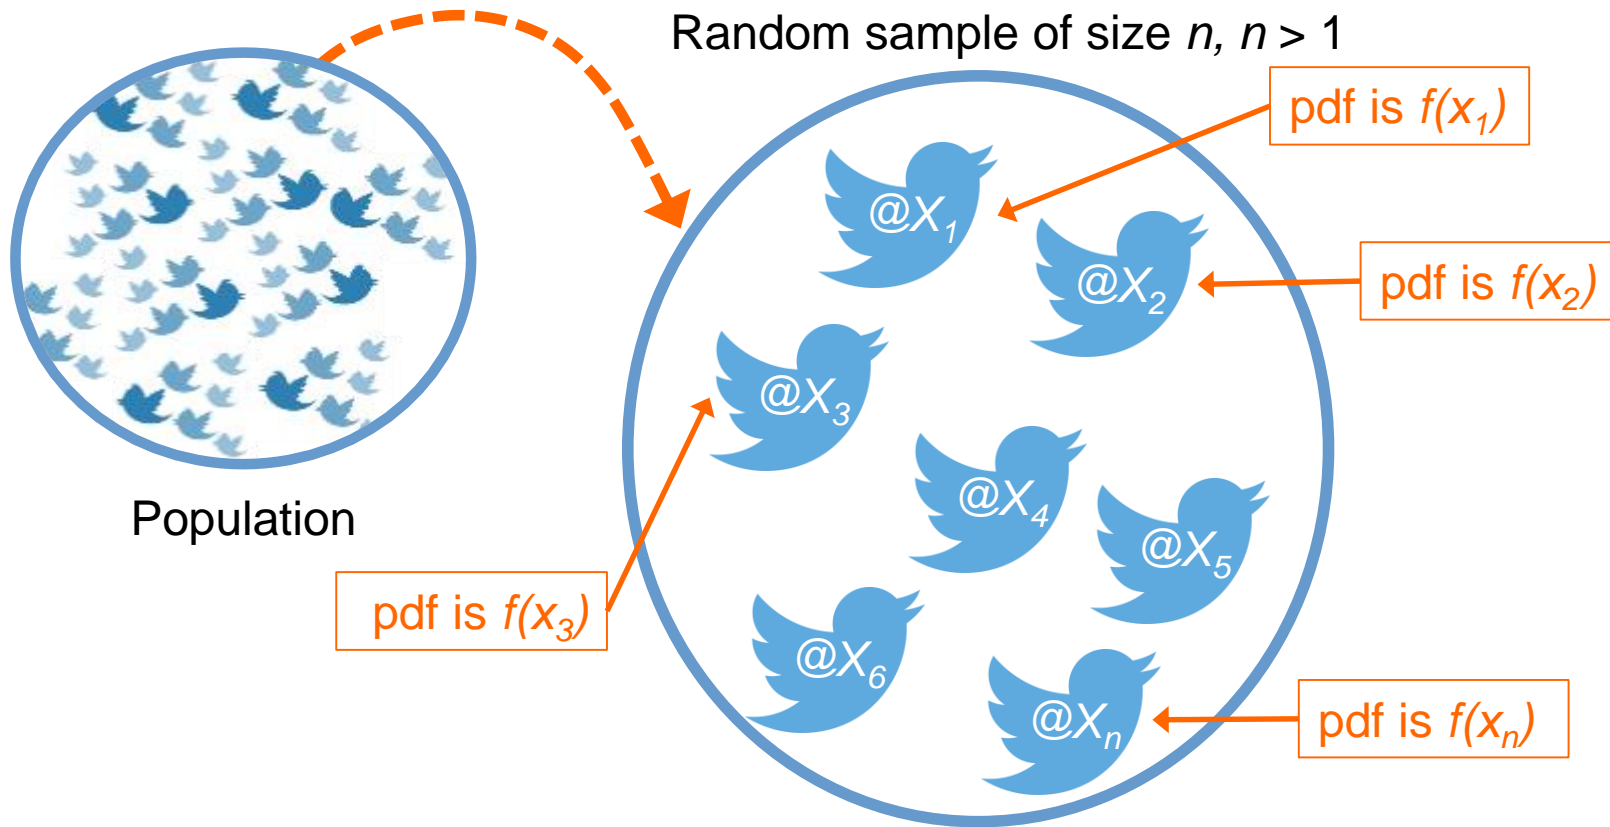 Random sample of size n, n > 1
pdf is f(x₁)
@X₁
@X₂
pdf is f(x₂)
@X₃
@X₄
Population
@X₅
pdf is f(x₃)
@X₆
@Xₙ
pdf is f(xₙ)